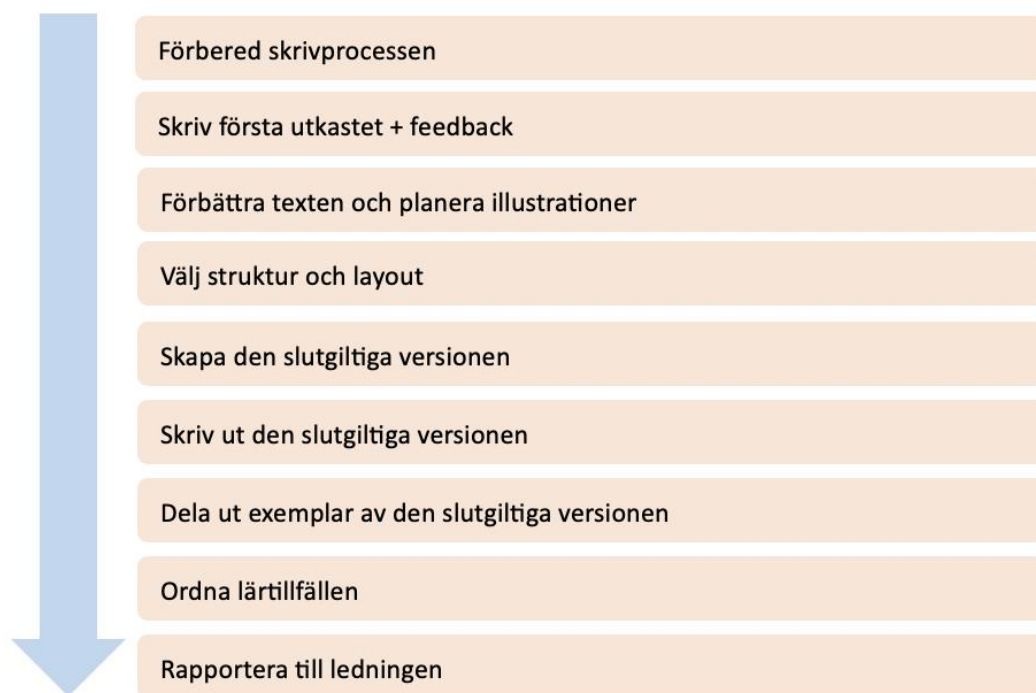 Förbered skrivprocessen
Skriv första utkastet + feedback
Förbättra texten och planera illustrationer
Välj struktur och layout
Skapa den slutgiltiga versionen
Skriv ut den slutgiltiga versionen
Dela ut exemplar av den slutgiltiga versionen
Ordna lärtillfällen
Rapportera till ledningen